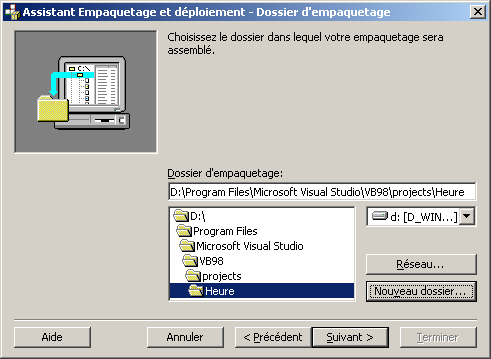 Assistant Empaquetage et déploiement - Dossier d'empaquetage
Choisissez le dossier dans lequel votre empaquetage sera
assemblé.
C:\
Dossier d'empaquetage:
D:\Program Files\Microsoft Visual Studio\VB98\projects\Heure
D:\
d: [D_WIN...]
Program Files
Microsoft Visual Studio
VB98
projects
Réseau...
Heure
Nouveau dossier...
Aide
Annuler
< Précédent
Suivant >
Terminer